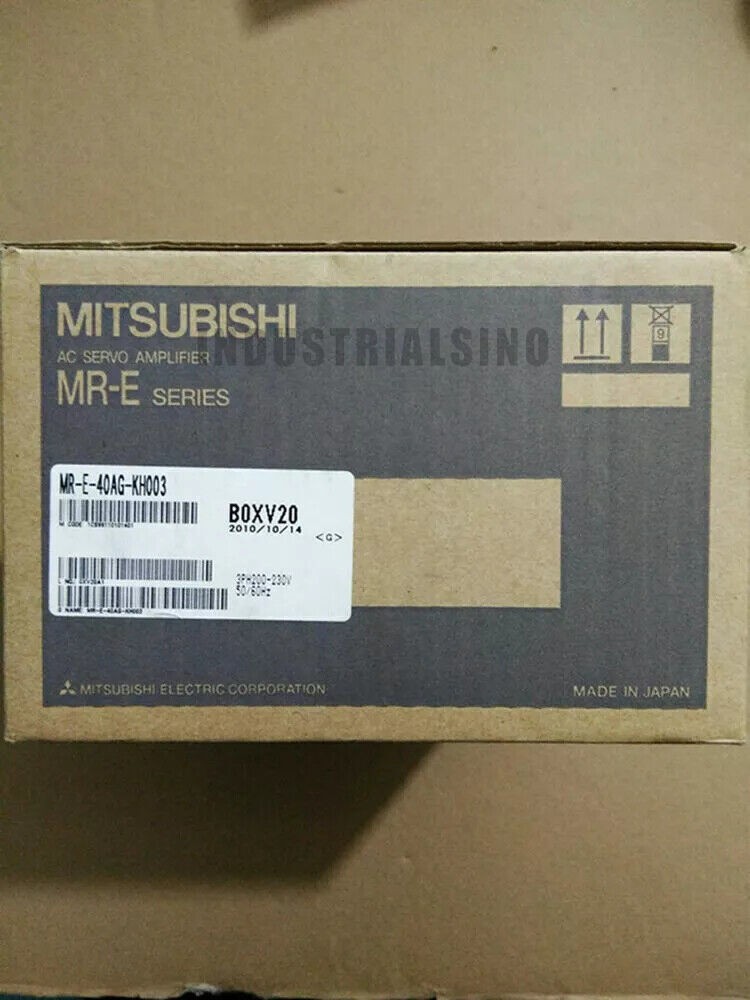 MITSUBISHI
AC SERVO AMPLIFIER
INDUSTRIALSINO
MR-E SERIES
9
MR-E-40AG-KH003
B0XV20
2010/10/14
<G>
3PH200-230V
50/60Hz
MITSUBISHI ELECTRIC CORPORATION
MADE IN JAPAN